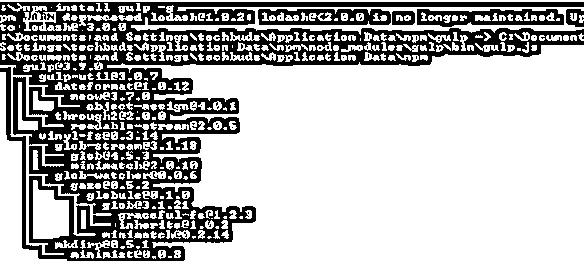 :\>npm install gulp -g
npm WARN deprecated lodash@1.0.2: lodash@<2.0.0 is no longer maintained. Up
to lodash@^3.0.0
:\Documents and Settings\techbuds\Application Data\npm\gulp -> C:\Document
Settings\techbuds\Application Data\npm\node_modules\gulp\bin\gulp.js
:\Documents and Settings\techbuds\Application Data\npm
gulp@3.7.0
gulp-util@3.0.7
dateformat@1.0.12
meow@3.7.0
object-assign@4.0.1
through2@2.0.0
readable-stream@2.0.6
vinyl-fs@0.3.14
glob-stream@3.1.18
glob@4.5.3
minimatch@2.0.10
glob-watcher@0.0.6
gaze@0.5.2
globule@0.1.0
glob@3.1.21
graceful-fs@1.2.3
inherits@1.0.2
minimatch@0.2.14
mkdirp@0.5.1
minimist@0.0.8